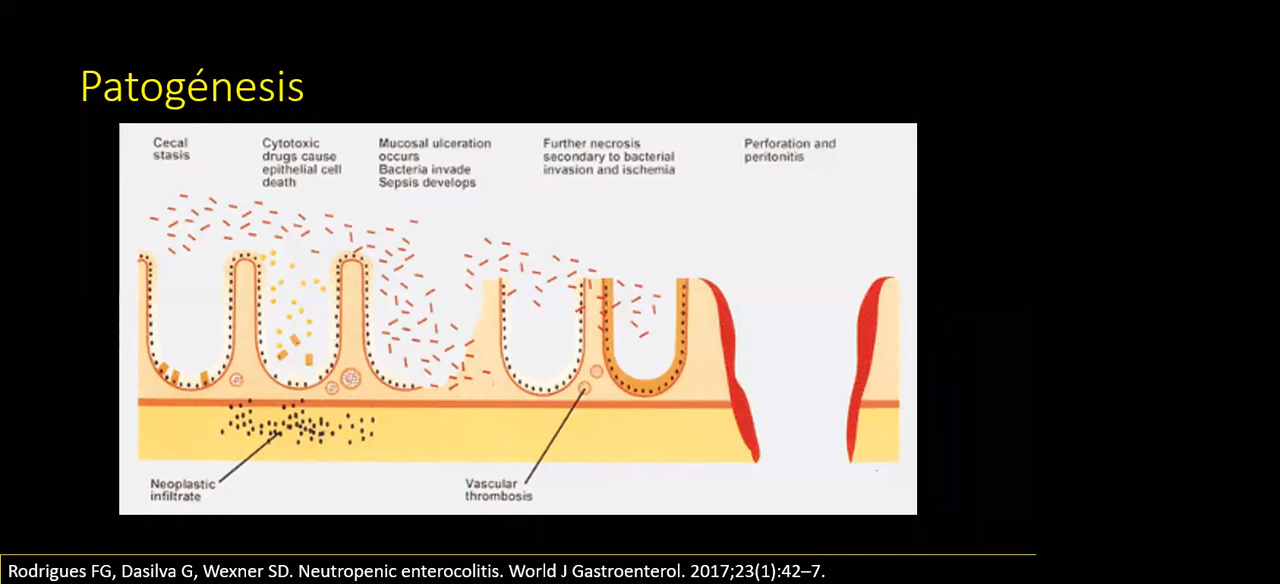 Patogénesis
Cecal
stasis
Cytotoxic
drugs cause
epithelial cell
death
Mucosal ulceration
occurs
Bacteria invade
Sepsis develops
Further necrosis
secondary to bacterial
invasion and ischemia
Perforation and
peritonitis
Neoplastic
infiltrate
Vascular
thrombosis
Rodrigues FG, Dasilva G, Wexner SD. Neutropenic enterocolitis. World J Gastroenterol. 2017;23(1):42–7.